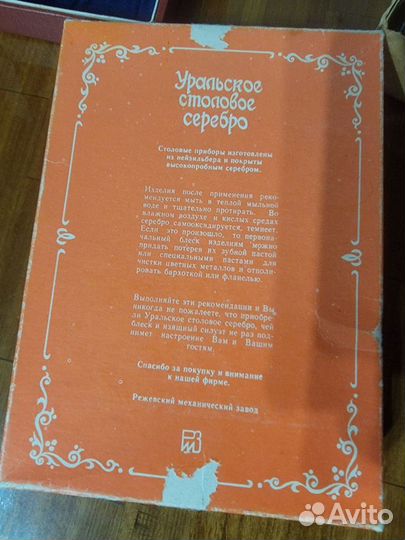 Уральское
столовое
серебро
Столовые приборы изготовлены
из нейзильбера и покрыты
высокопробным серебром.
Изделия после применения реко-
мендуется мыть в теплой мыльной
воде и тщательно протирать. Во
влажном воздухе и кислых средах
серебро самооксидируется, темнеет.
Если это произошло, то первона-
чальный блеск изделиям можно
придать потерев их зубной пастой
или специальными пастами для
чистки цветных металлов и отполи-
ровать бархоткой или фланелью.
Выполняйте эти рекомендации и Вы
никогда не пожалеете, что приобре-
ли Уральское столовое серебро, чей
блеск и изящный силуэт не раз под-
нимет настроение Вам и Вашим
гостям.
Спасибо за покупку и внимание
к нашей фирме.
Режевский механический завод
РМЗ
Avito